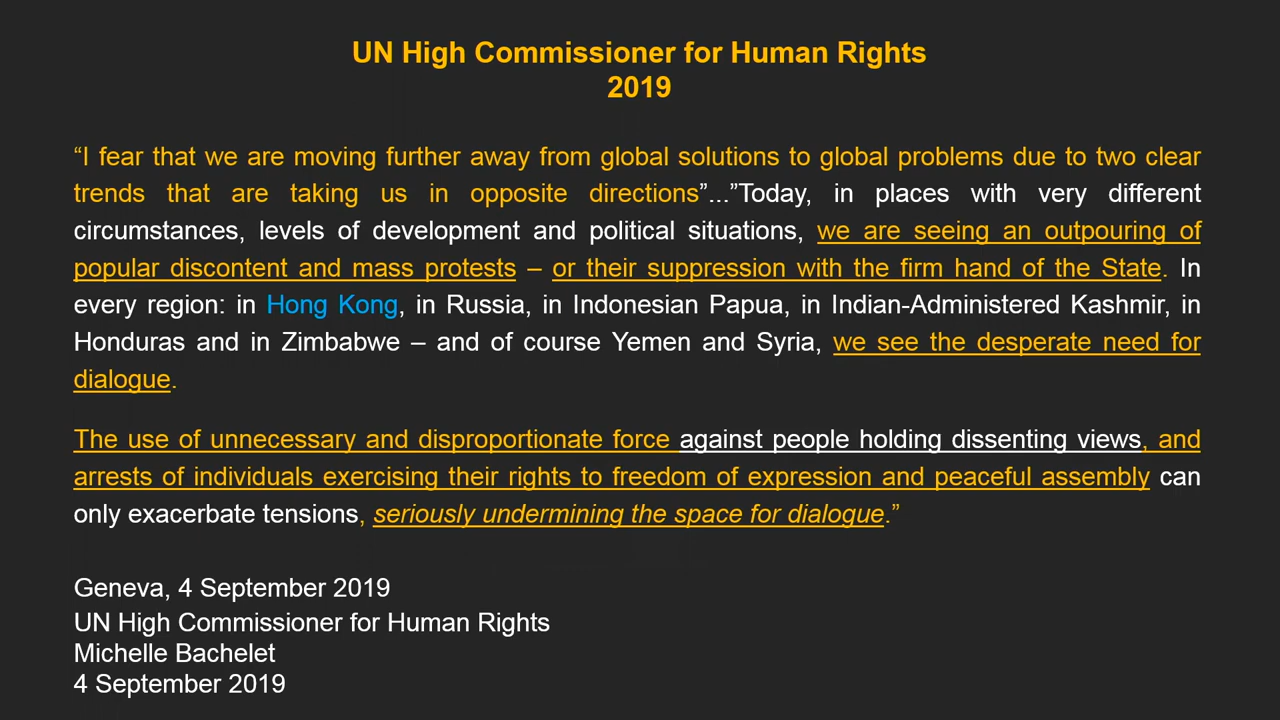 UN High Commissioner for Human Rights
2019
“I fear that we are moving further away from global solutions to global problems due to two clear
trends that are taking us in opposite directions”...”Today, in places with very different
circumstances, levels of development and political situations, we are seeing an outpouring of
popular discontent and mass protests – or their suppression with the firm hand of the State. In
every region: in Hong Kong, in Russia, in Indonesian Papua, in Indian-Administered Kashmir, in
Honduras and in Zimbabwe – and of course Yemen and Syria, we see the desperate need for
dialogue.
The use of unnecessary and disproportionate force against people holding dissenting views, and
arrests of individuals exercising their rights to freedom of expression and peaceful assembly can
only exacerbate tensions, seriously undermining the space for dialogue.”
Geneva, 4 September 2019
UN High Commissioner for Human Rights
Michelle Bachelet
4 September 2019